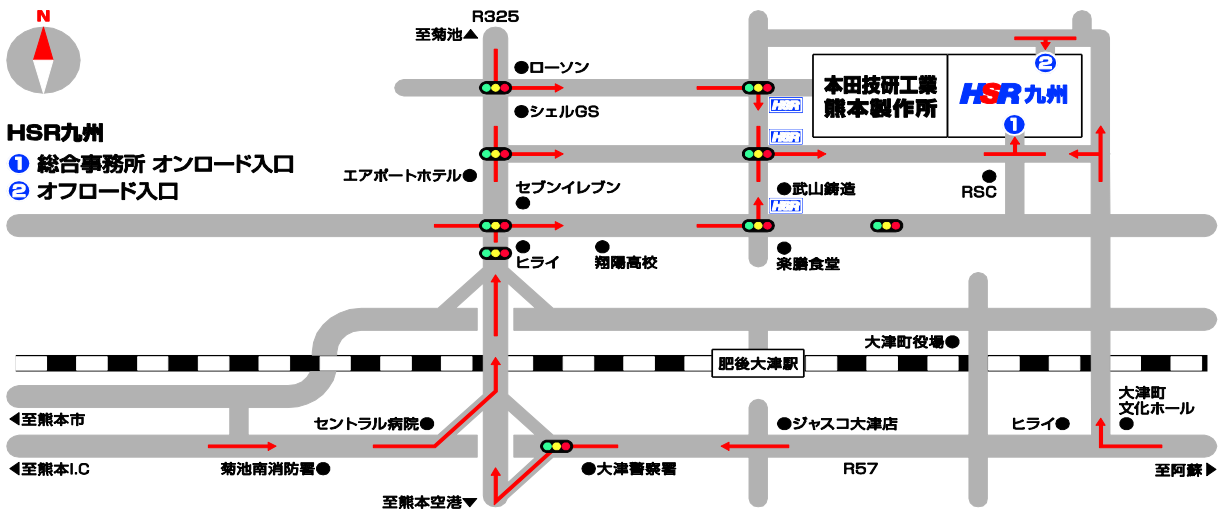 N
R325
至菊池▲
ローソン
シェルGS
HSR
HSR
HSR
本田技研工業
熊本製作所
HSR九州
2
1
HSR九州
1 総合事務所 オンロード入口
2 オフロード入口
エアポートホテル
セブンイレブン
武山鋳造
RSC
ヒライ
翔陽高校
楽膳食堂
大津町役場
肥後大津駅
◀至熊本市
セントラル病院
ジャスコ大津店
ヒライ
大津町
文化ホール
◀至熊本I.C
菊池南消防署
大津警察署
R57
至阿蘇▶
至熊本空港▼